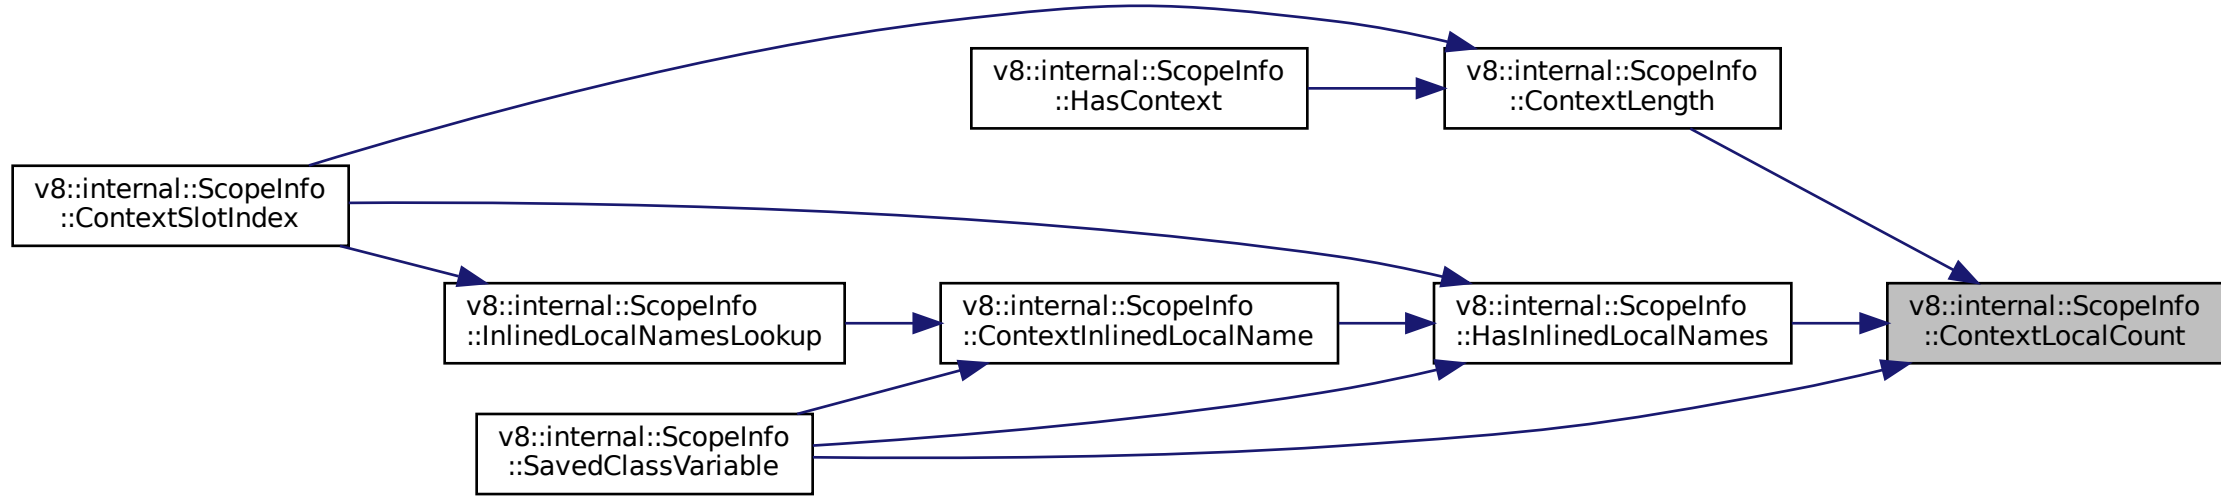 v8::internal::ScopeInfo
::HasContext
v8::internal::ScopeInfo
::ContextLength
v8::internal::ScopeInfo
::ContextSlotIndex
v8::internal::ScopeInfo
::InlinedLocalNamesLookup
v8::internal::ScopeInfo
::ContextInlinedLocalName
v8::internal::ScopeInfo
::HasInlinedLocalNames
v8::internal::ScopeInfo
::ContextLocalCount
v8::internal::ScopeInfo
::SavedClassVariable